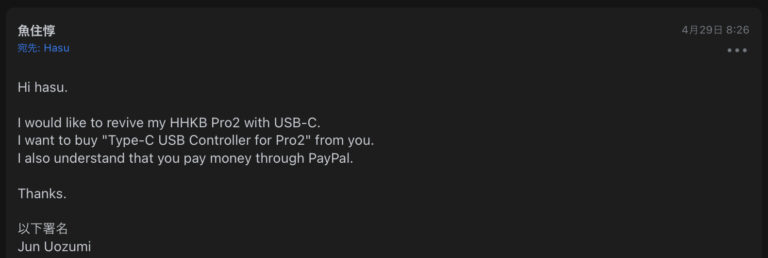 魚住惇
4月29日 8:26
宛先: Hasu
Hi hasu.
I would like to revive my HHKB Pro2 with USB-C.
I want to buy "Type-C USB Controller for Pro2" from you.
I also understand that you pay money through PayPal.
Thanks.
以下署名
Jun Uozumi